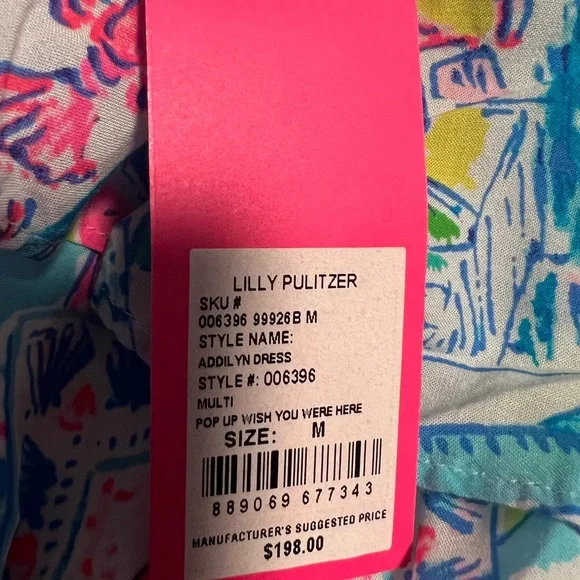 LILLY PULITZER
SKU #
006396 99926B M
STYLE NAME:
ADDILYN DRESS
STYLE #: 006396
MULTI
POP UP WISH YOU WERE HERE
SIZE: M
889069 677343
MANUFACTURER'S SUGGESTED PRICE
$198.00